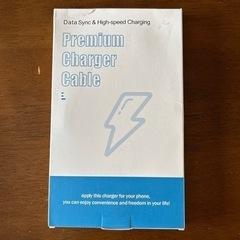 Data Sync & High-speed Charging
Premium
Charger
Cable
apply this charger for your phone,
you can enjoy convenience and freedom in your life!